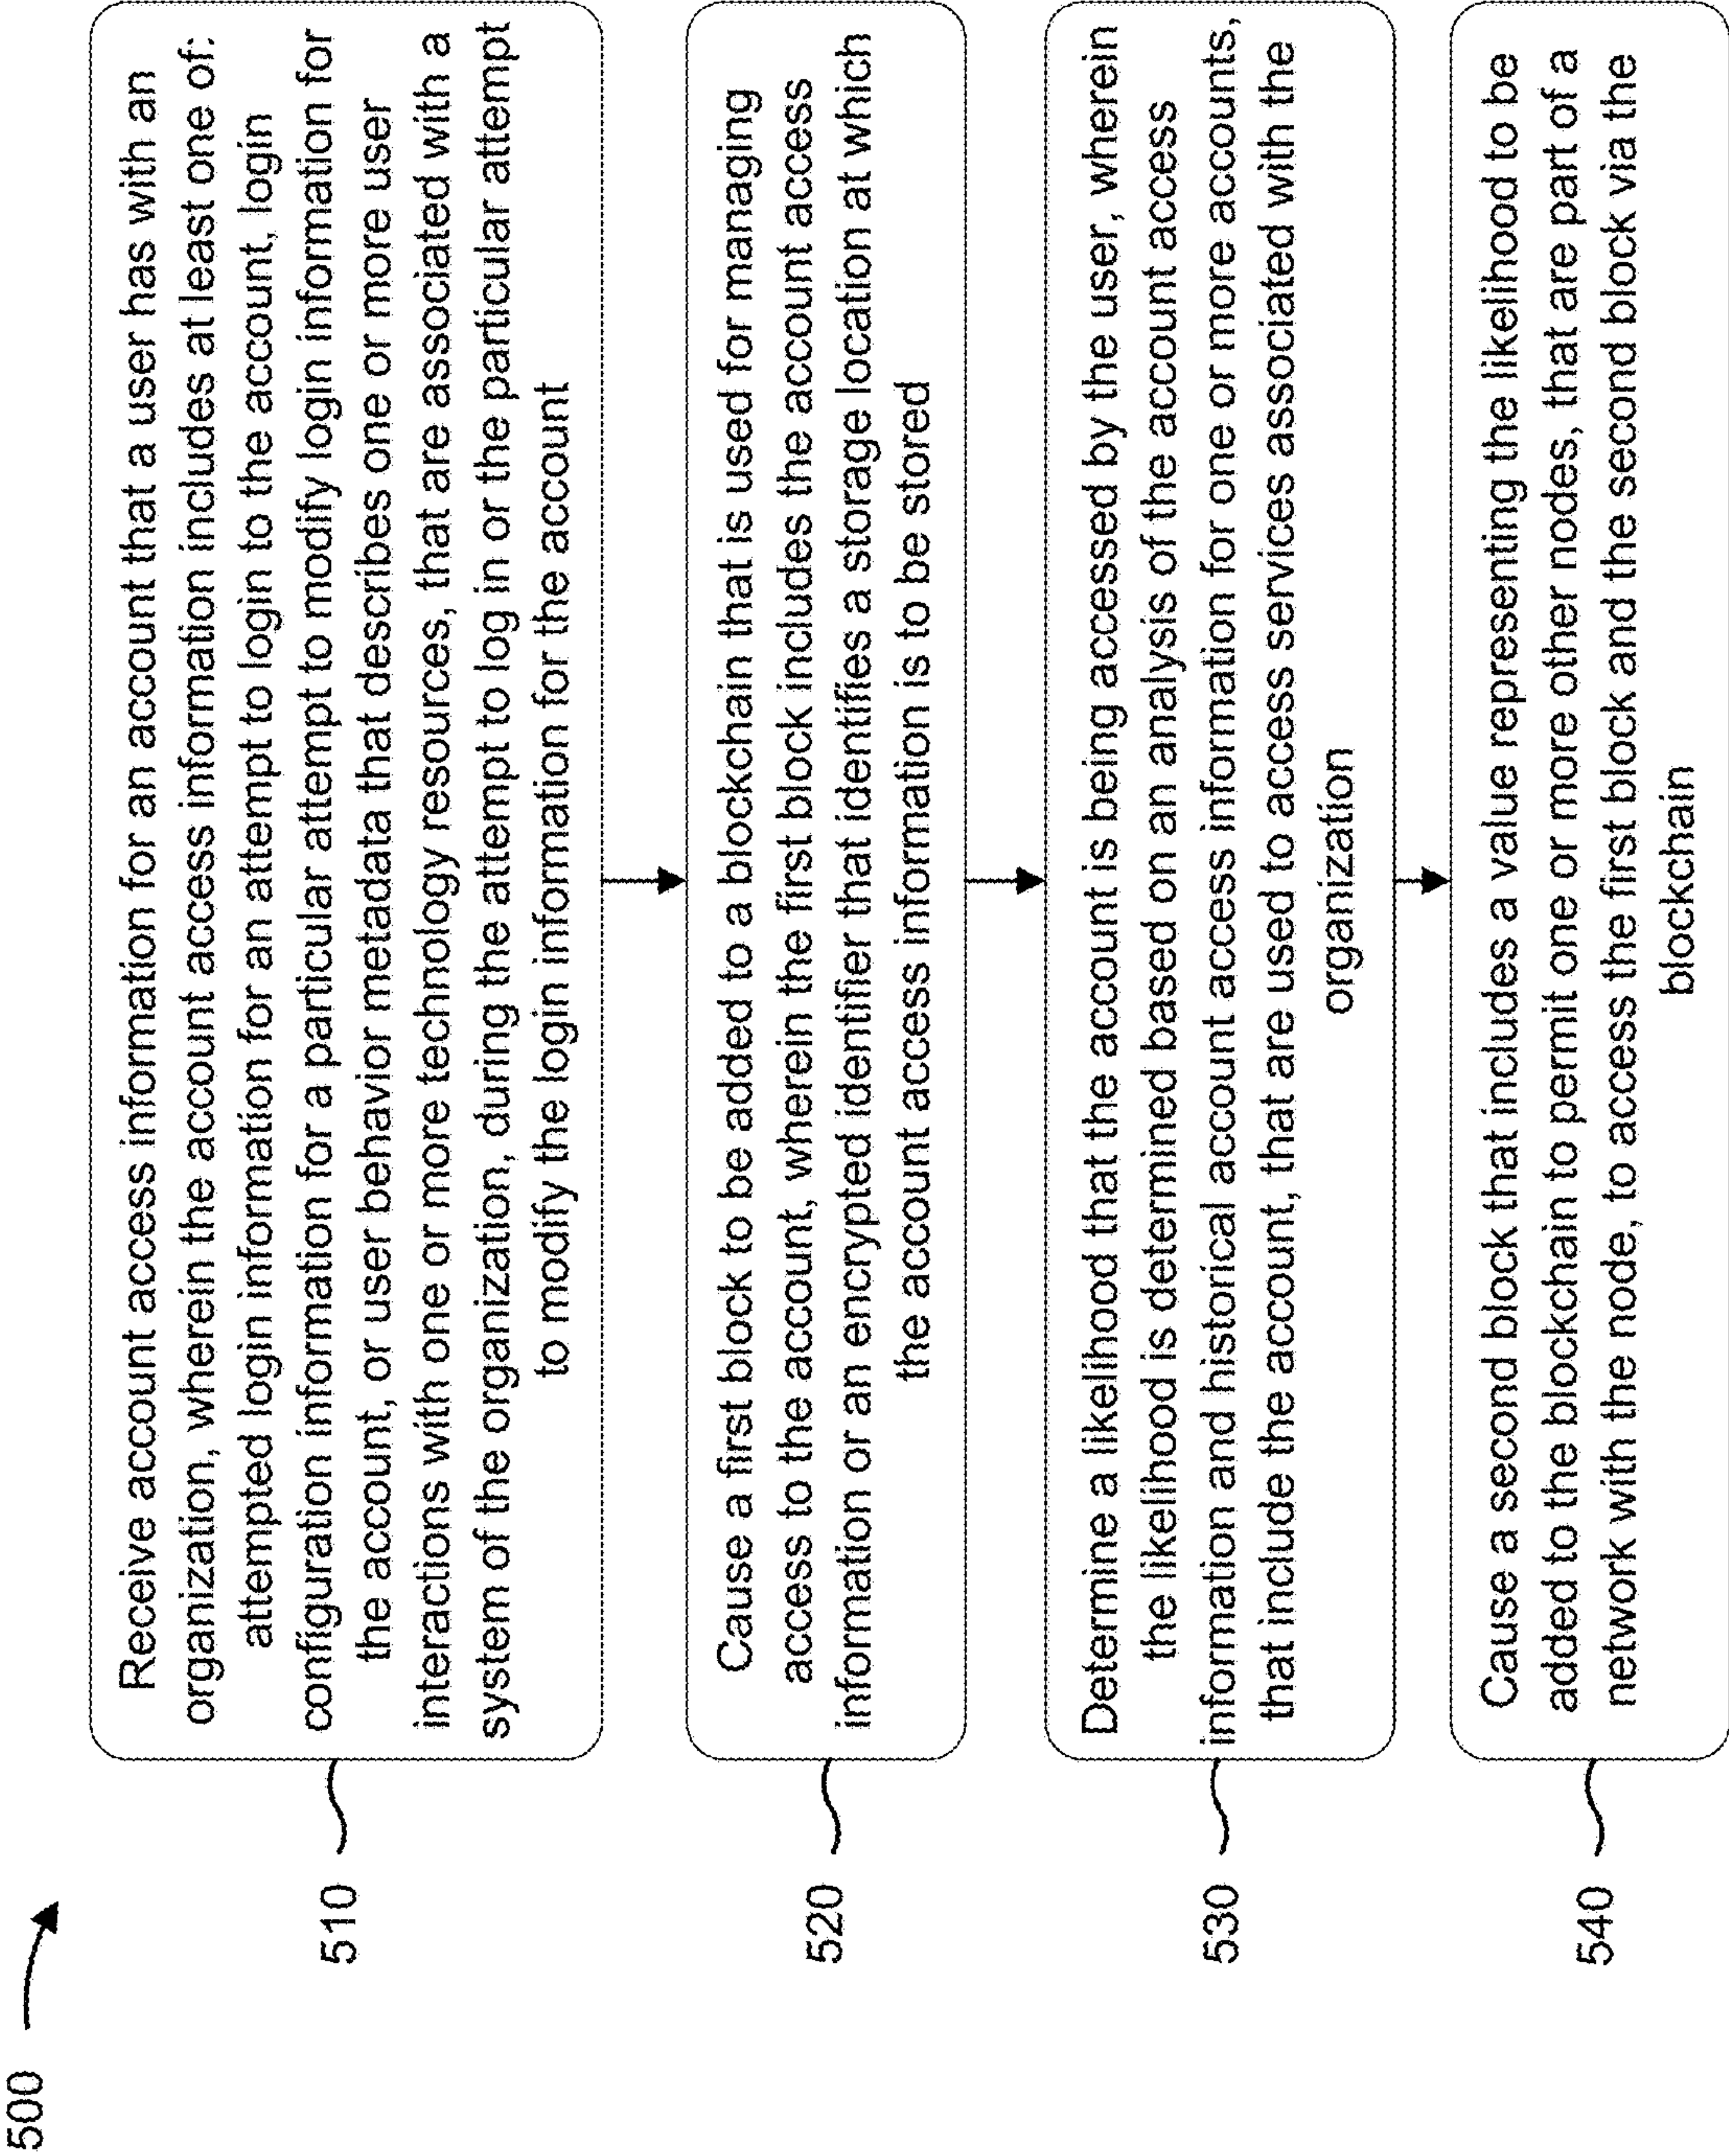 500
510
Receive account access information for an account that a user has with an
organization, wherein the account access information includes at least one of:
attempted login information for an attempt to login to the account, login
configuration information for a particular attempt to modify login information for
the account, or user behavior metadata that describes one or more user
interactions with one or more technology resources, that are associated with a
system of the organization, during the attempt to log in or the particular attempt
to modify the login information for the account
520
Cause a first block to be added to a blockchain that is used for managing
access to the account, wherein the first block includes the account access
information or an encrypted identifier that identifies a storage location at which
the account access information is to be stored
530
Determine a likelihood that the account is being accessed by the user, wherein
the likelihood is determined based on an analysis of the account access
information and historical account access information for one or more accounts,
that include the account, that are used to access services associated with the
organization
540
Cause a second block that includes a value representing the likelihood to be
added to the blockchain to permit one or more other nodes, that are part of a
network with the node, to access the first block and the second block via the
blockchain